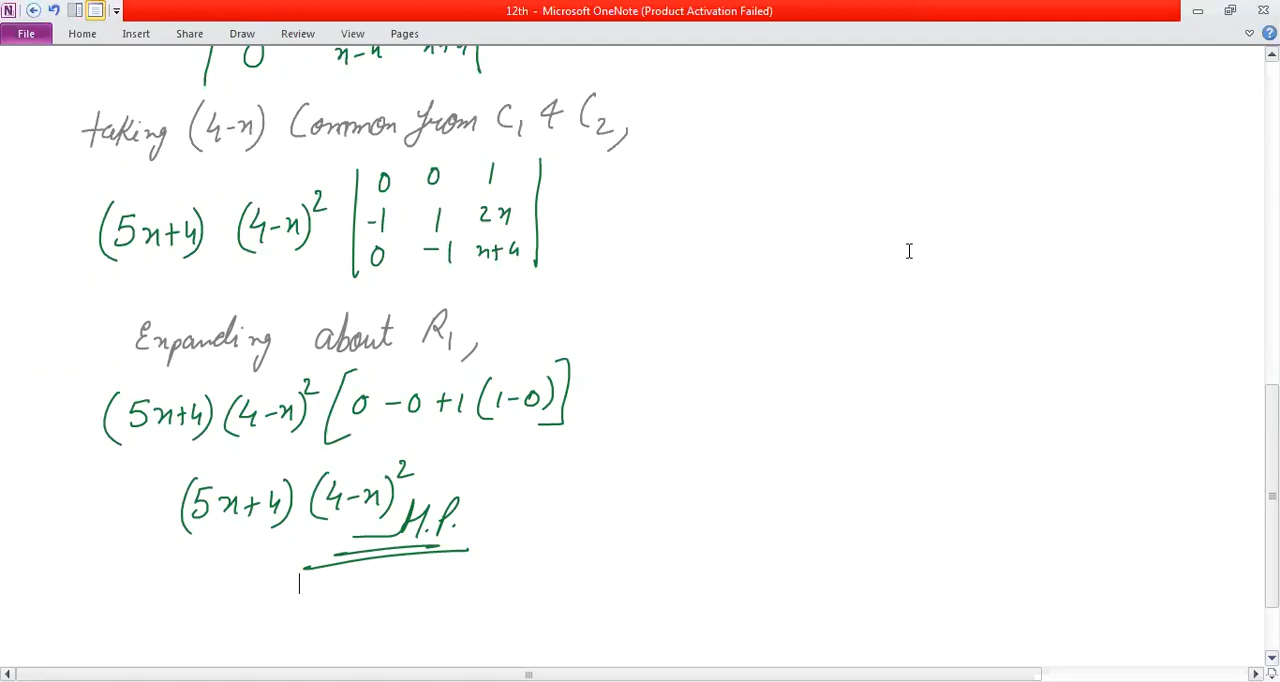 12th - Microsoft OneNote (Product Activation Failed)
File Home Insert Share Draw Review View Pages
0
taking (4-x) Common from C₁ & C₂,
(5x+4) (4-x)² | 0 0 1
-1 1 2x
0 -1 x+4 |
Expanding about R₁,
(5x+4)(4-x)² [0 - 0 + 1 (1-0)]
(5x+4) (4-x)²
H.P.